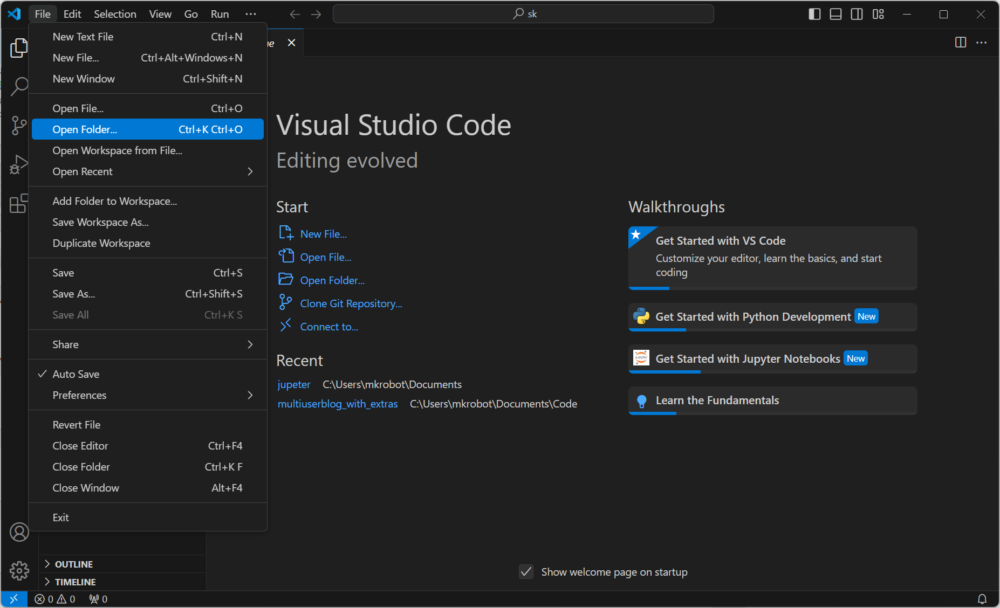 File Edit Selection View Go Run ···
sk
New Text File Ctrl+N
New File... Ctrl+Alt+Windows+N
New Window Ctrl+Shift+N
Open File... Ctrl+O
Open Folder... Ctrl+K Ctrl+O
Open Workspace from File...
Open Recent
Add Folder to Workspace...
Save Workspace As...
Duplicate Workspace
Save Ctrl+S
Save As... Ctrl+Shift+S
Save All Ctrl+K S
Share
Auto Save
Preferences
Revert File
Close Editor Ctrl+F4
Close Folder Ctrl+K F
Close Window Alt+F4
Exit
OUTLINE
TIMELINE
Visual Studio Code
Editing evolved
Start
New File...
Open File...
Open Folder...
Clone Git Repository...
Connect to...
Recent
jupeter C:\Users\mkrobot\Documents
multiuserblog_with_extras C:\Users\mkrobot\Documents\Code
Walkthroughs
Get Started with VS Code
Customize your editor, learn the basics, and start
coding
Get Started with Python Development New
jupyter Get Started with Jupyter Notebooks New
Learn the Fundamentals
Show welcome page on startup
0 0 0